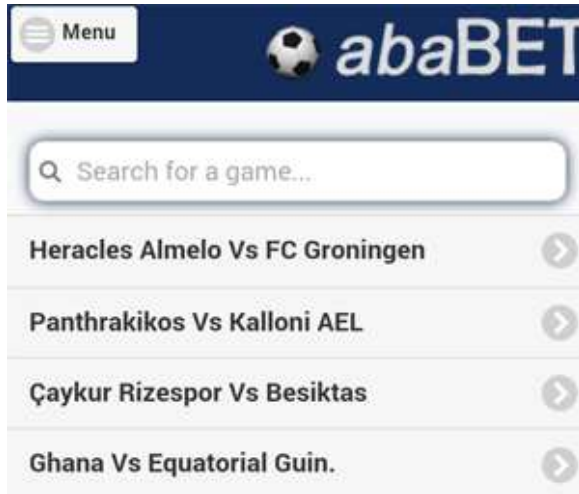 Menu
abaBET
Search for a game...
Heracles Almelo Vs FC Groningen
Panthrakikos Vs Kalloni AEL
Çaykur Rizespor Vs Besiktas
Ghana Vs Equatorial Guin.